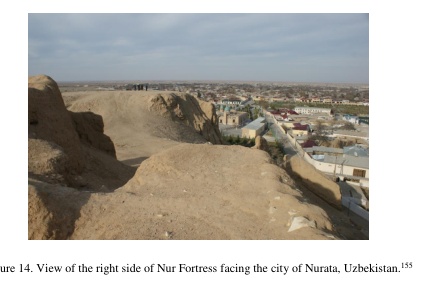 ure 14. View of the right side of Nur Fortress facing the city of Nurata, Uzbekistan.¹⁵⁵